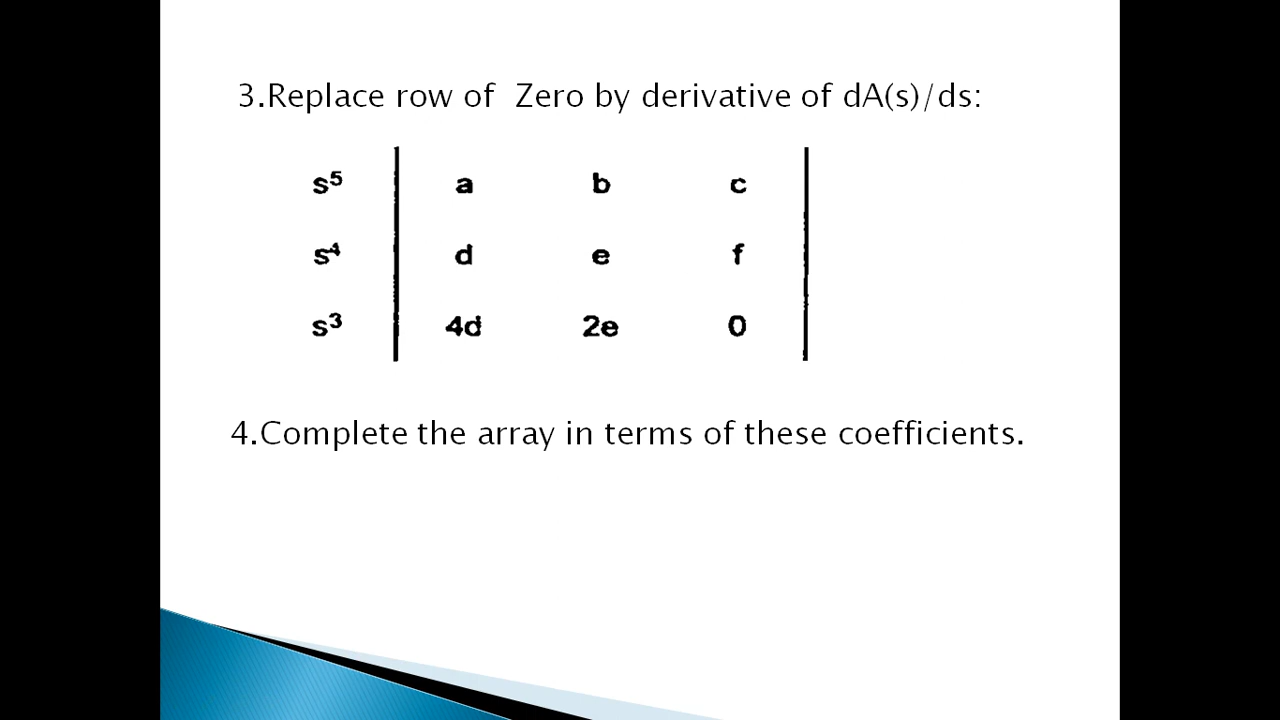 3.Replace row of Zero by derivative of dA(s)/ds:
s⁵ a b c
s⁴ d e f
s³ 4d 2e 0
4.Complete the array in terms of these coefficients.